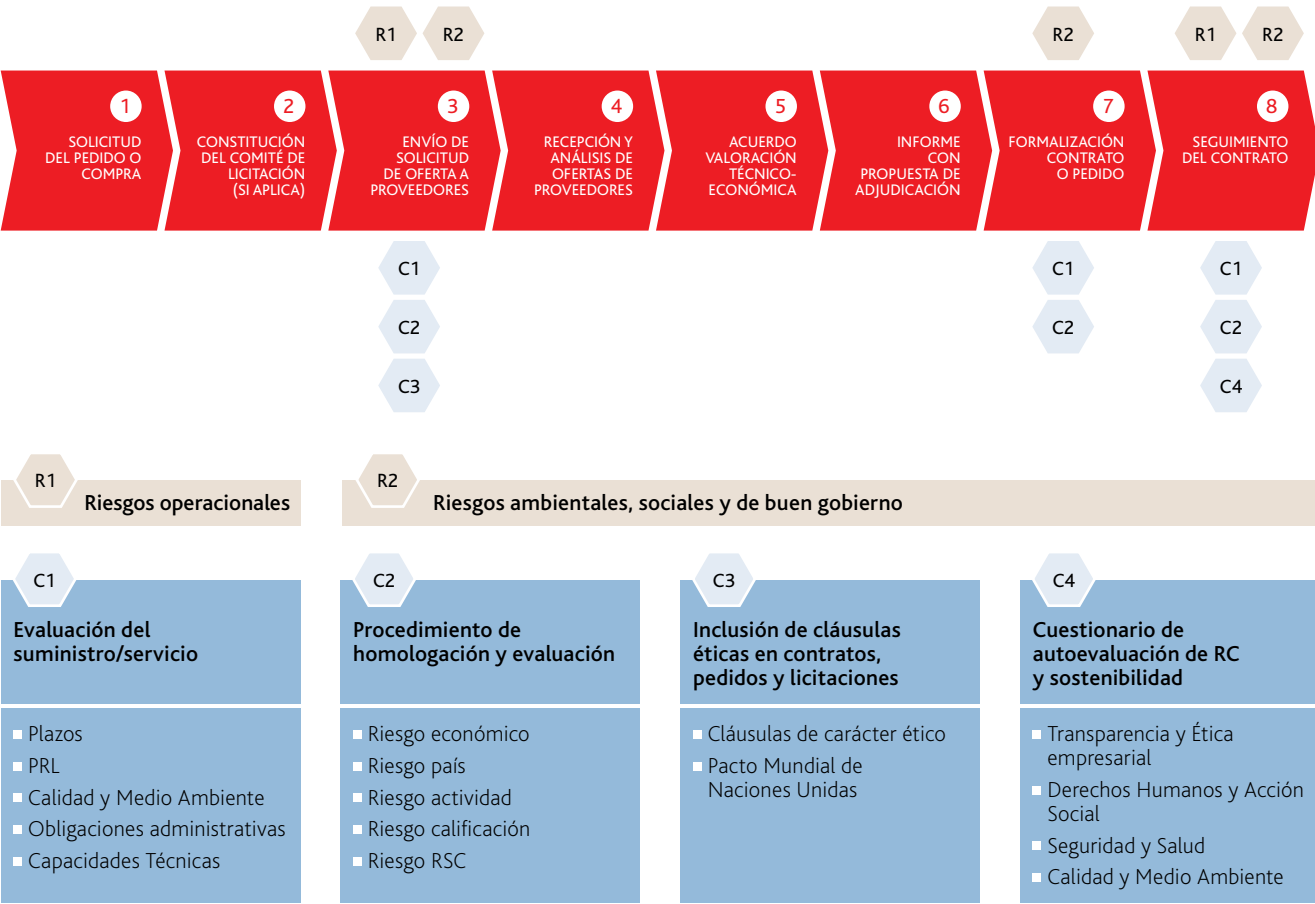 R1 R2 R2 R1 R2
1
SOLICITUD
DEL PEDIDO O
COMPRA
2
CONSTITUCIÓN
DEL COMITÉ DE
LICITACIÓN
(SI APLICA)
3
ENVÍO DE
SOLICITUD
DE OFERTA A
PROVEEDORES
4
RECEPCIÓN Y
ANÁLISIS DE
OFERTAS DE
PROVEEDORES
5
ACUERDO
VALORACIÓN
TÉCNICO-
ECONÓMICA
6
INFORME
CON
PROPUESTA DE
ADJUDICACIÓN
7
FORMALIZACIÓN
CONTRATO
O PEDIDO
8
SEGUIMIENTO
DEL CONTRATO
C1
C2
C3
C1
C2
C1
C2
C4
R1
Riesgos operacionales
R2
Riesgos ambientales, sociales y de buen gobierno
C1
Evaluación del
suministro/servicio
Plazos
PRL
Calidad y Medio Ambiente
Obligaciones administrativas
Capacidades Técnicas
C2
Procedimiento de
homologación y evaluación
Riesgo económico
Riesgo país
Riesgo actividad
Riesgo calificación
Riesgo RSC
C3
Inclusión de cláusulas
éticas en contratos,
pedidos y licitaciones
Cláusulas de carácter ético
Pacto Mundial de
Naciones Unidas
C4
Cuestionario de
autoevaluación de RC
y sostenibilidad
Transparencia y Ética
empresarial
Derechos Humanos y Acción
Social
Seguridad y Salud
Calidad y Medio Ambiente